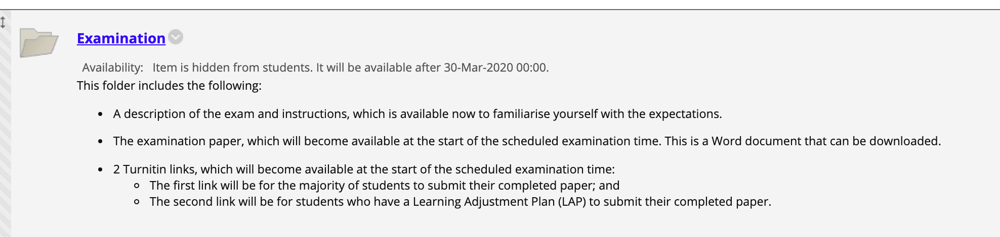 Examination
Availability: Item is hidden from students. It will be available after 30-Mar-2020 00:00.
This folder includes the following:
• A description of the exam and instructions, which is available now to familiarise yourself with the expectations.
• The examination paper, which will become available at the start of the scheduled examination time. This is a Word document that can be downloaded.
• 2 Turnitin links, which will become available at the start of the scheduled examination time:
o The first link will be for the majority of students to submit their completed paper; and
o The second link will be for students who have a Learning Adjustment Plan (LAP) to submit their completed paper.